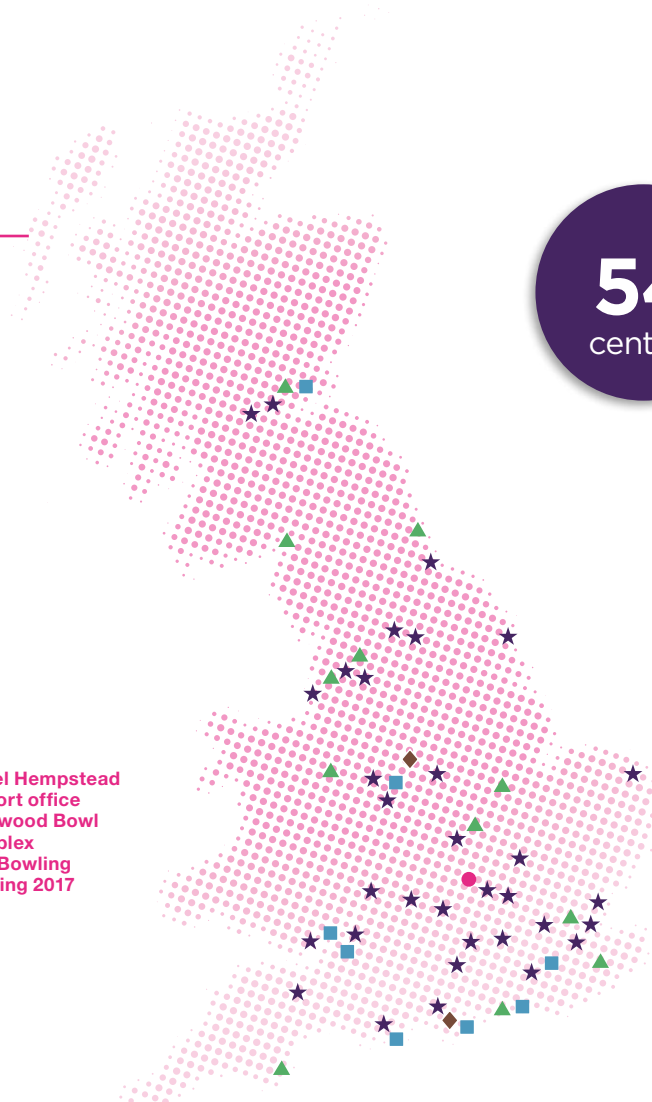 54
cent
el Hempstead
ort office
wood Bowl
plex
Bowling
ing 2017